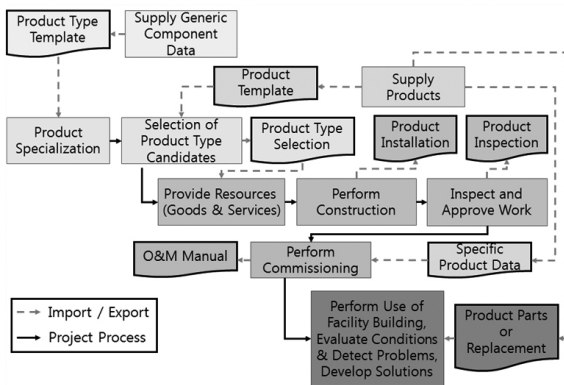 Product Type
Template
Supply Generic
Component
Data
Product
Template
Supply
Products
Product
Specialization
Selection of
Product Type
Candidates
Product Type
Selection
Product
Installation
Product
Inspection
Provide Resources
(Goods & Services)
Perform
Construction
Inspect and
Approve Work
O&M Manual
Perform
Commissioning
Specific
Product Data
Import / Export
Project Process
Perform Use of
Facility Building,
Evaluate Conditions
& Detect Problems,
Develop Solutions
Product Parts
or
Replacement